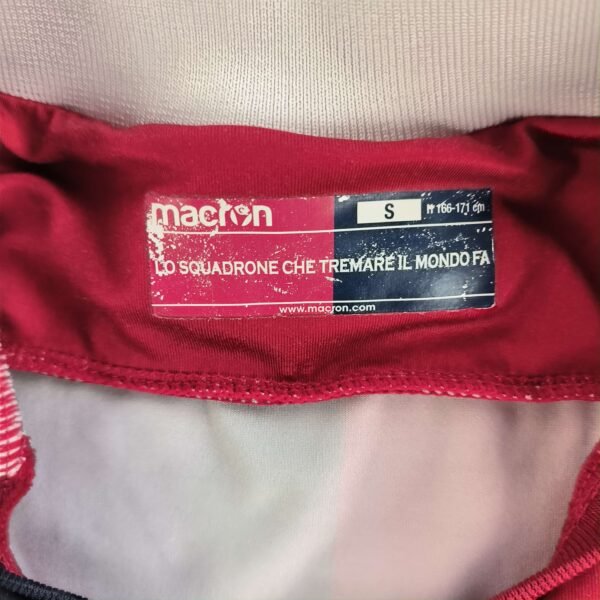 macron
S
H 166-171 cm
LO SQUADRONE CHE TREMARE IL MONDO FA
www.macron.com